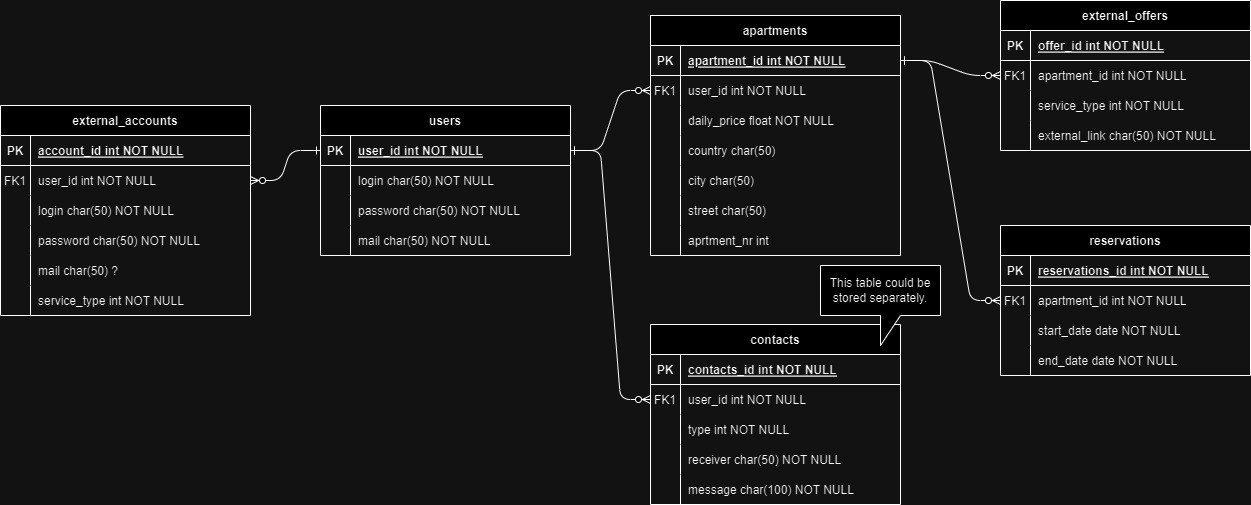 external_accounts
PK account_id int NOT NULL
FK1 user_id int NOT NULL
login char(50) NOT NULL
password char(50) NOT NULL
mail char(50) ?
service_type int NOT NULL
users
PK user_id int NOT NULL
login char(50) NOT NULL
password char(50) NOT NULL
mail char(50) NOT NULL
apartments
PK apartment_id int NOT NULL
FK1 user_id int NOT NULL
daily_price float NOT NULL
country char(50)
city char(50)
street char(50)
aprtment_nr int
This table could be
stored separately.
contacts
PK contacts_id int NOT NULL
FK1 user_id int NOT NULL
type int NOT NULL
receiver char(50) NOT NULL
message char(100) NOT NULL
external_offers
PK offer_id int NOT NULL
FK1 apartment_id int NOT NULL
service_type int NOT NULL
external_link char(50) NOT NULL
reservations
PK reservations_id int NOT NULL
FK1 apartment_id int NOT NULL
start_date date NOT NULL
end_date date NOT NULL